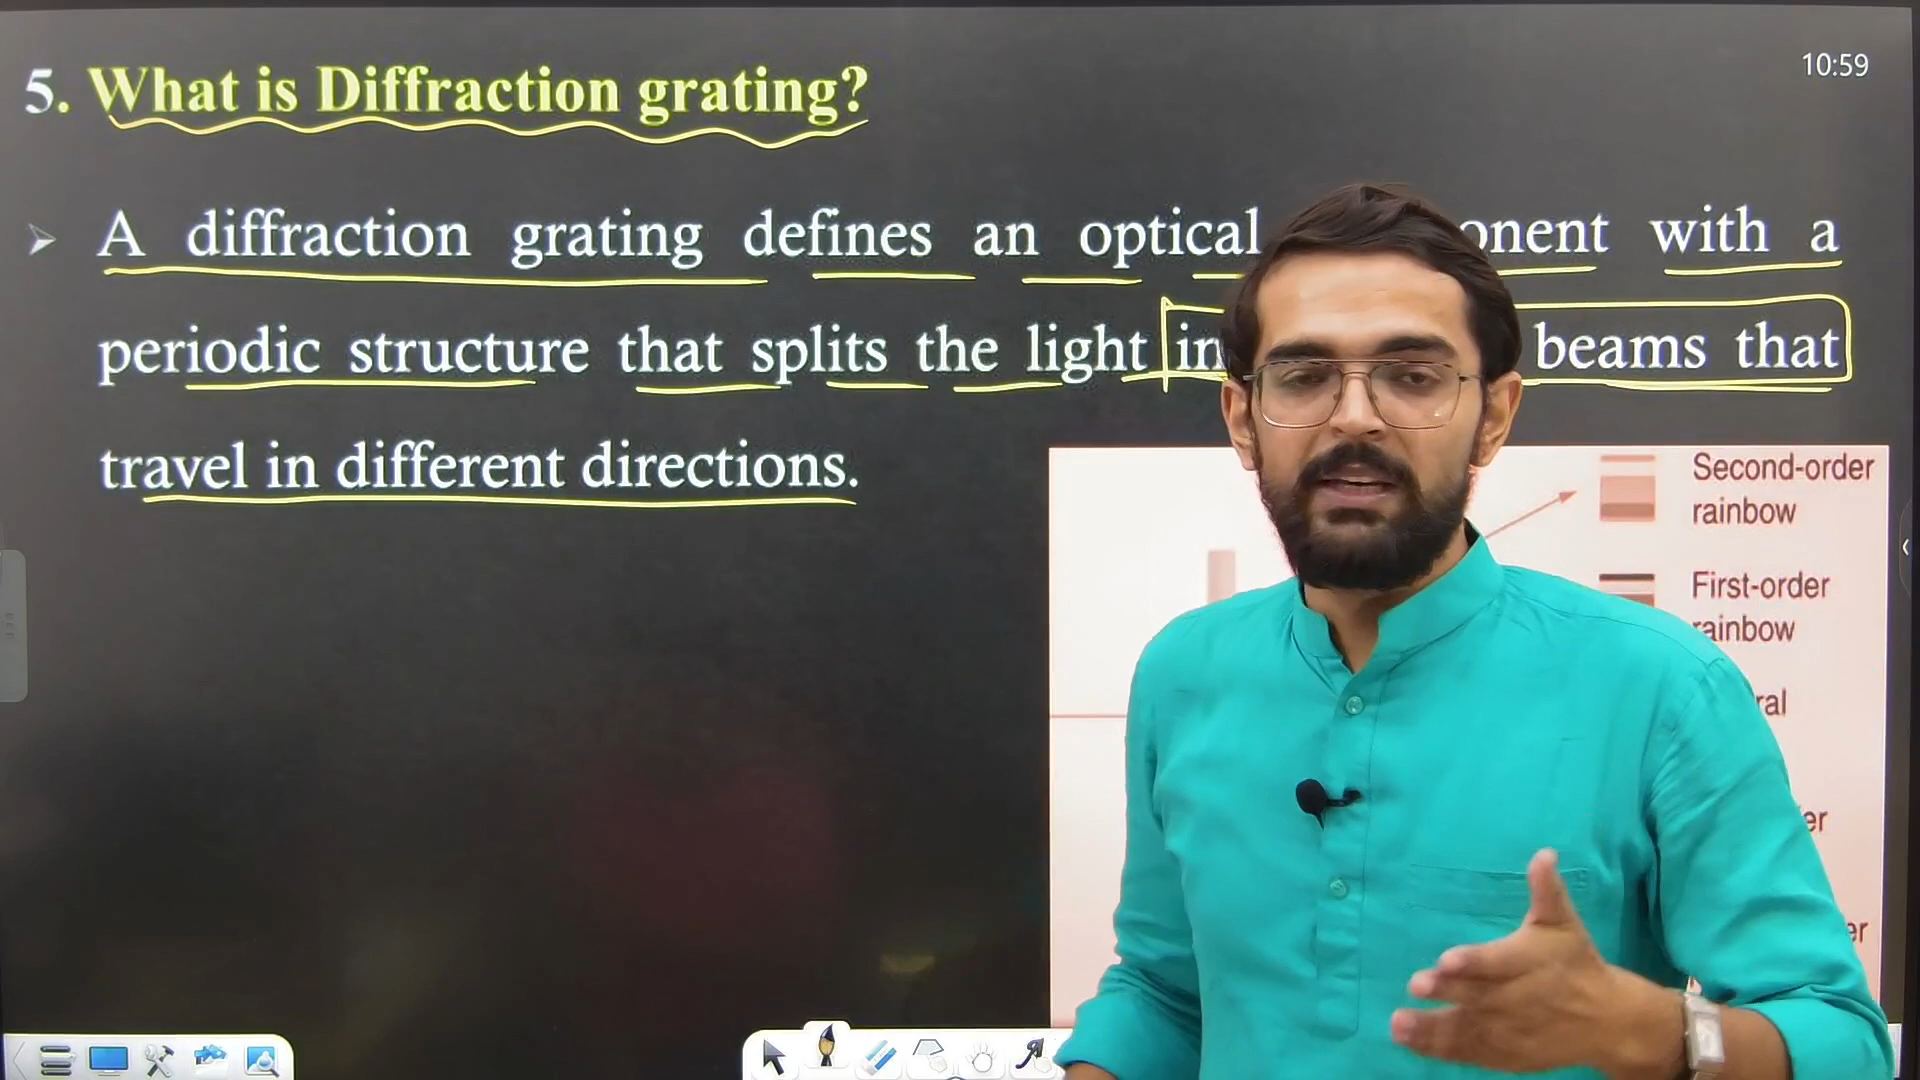 5. What is Diffraction grating?
10:59
A diffraction grating defines an optical with a
periodic structure that splits the light beams that
travel in different directions.
Second-order
rainbow
First-order
rainbow